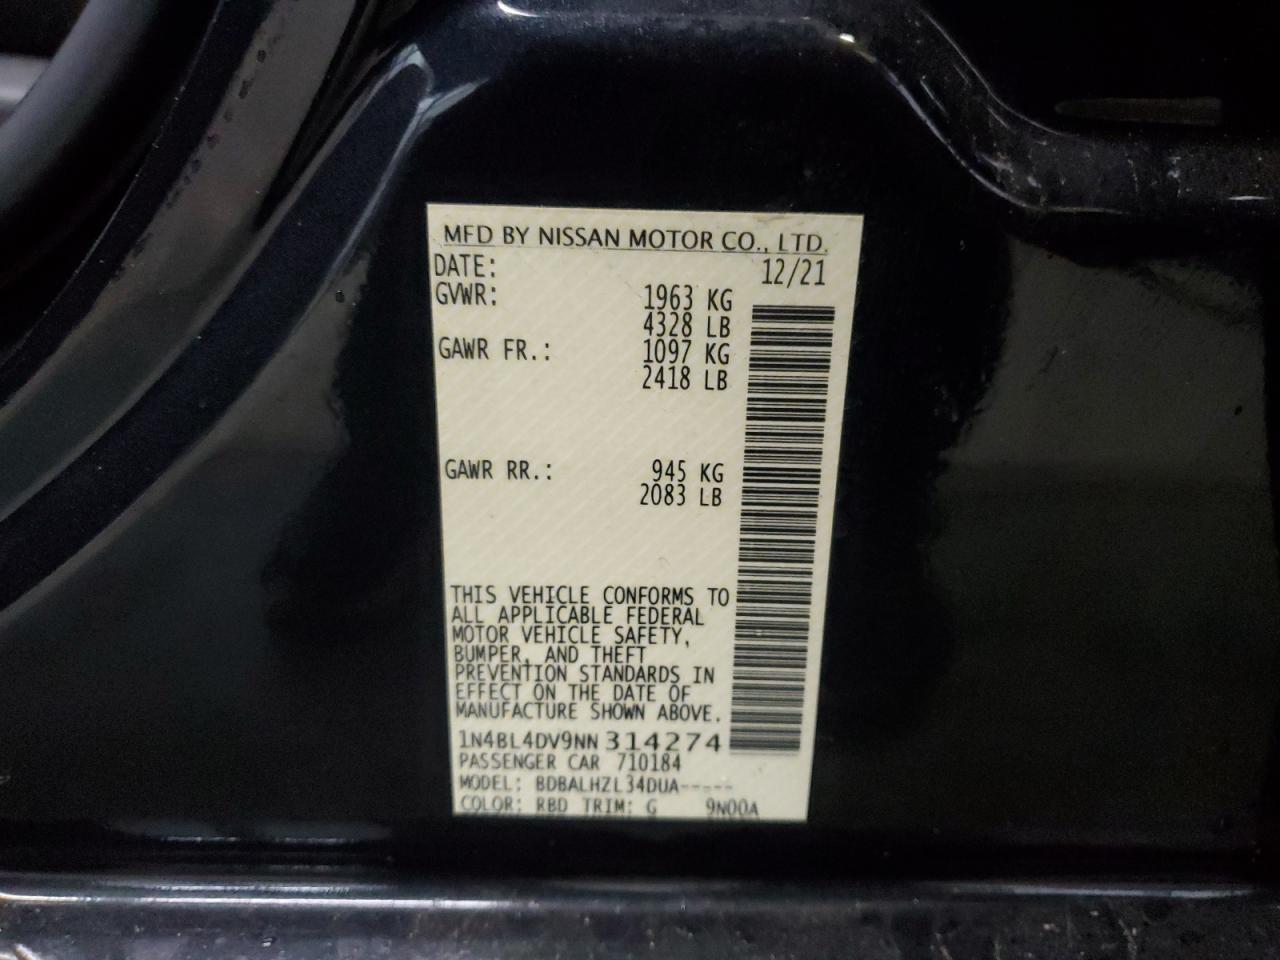 MFD BY NISSAN MOTOR CO., LTD.
DATE: 12/21
GVWR: 1963 KG
4328 LB
GAWR FR.: 1097 KG
2418 LB
GAWR RR.: 945 KG
2083 LB
THIS VEHICLE CONFORMS TO
ALL APPLICABLE FEDERAL
MOTOR VEHICLE SAFETY,
BUMPER, AND THEFT
PREVENTION STANDARDS IN
EFFECT ON THE DATE OF
MANUFACTURE SHOWN ABOVE.
1N4BL4DV9NN314274
PASSENGER CAR 710184
MODEL: BDBALHZL34DUA-----
COLOR: RBD TRIM: G 9N00A